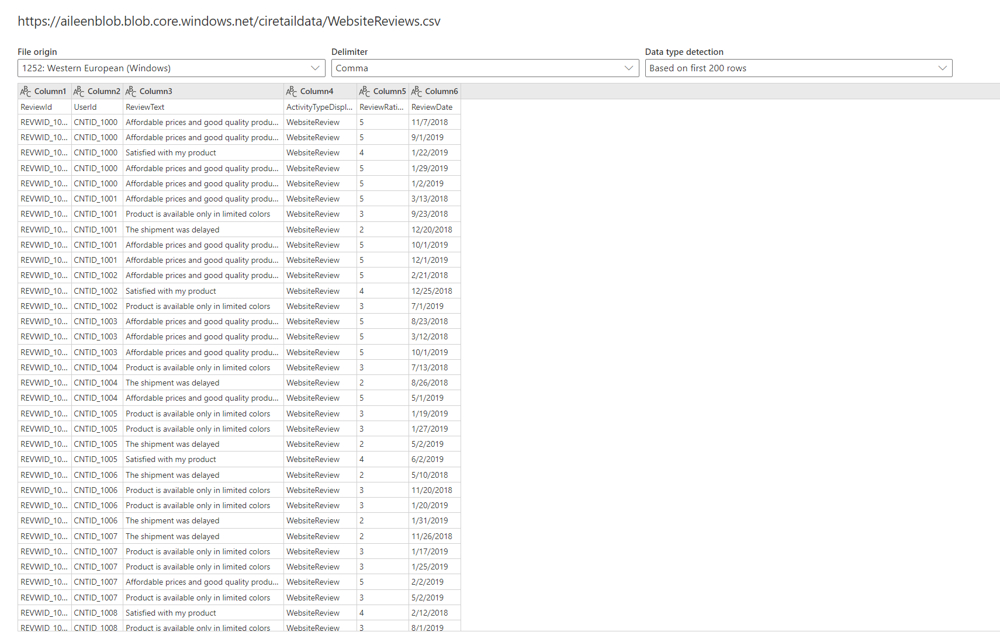 https://aileenblob.blob.core.windows.net/ciretaildata/WebsiteReviews.csv
File origin Delimiter Data type detection
1252: Western European (Windows) Comma Based on first 200 rows
ABC Column1 ABC Column2 ABC Column3 ABC Column4 ABC Column5 ABC Column6
ReviewId UserId ReviewText ActivityTypeDispl... ReviewRati... ReviewDate
REVWID_10... CNTID_1000 Affordable prices and good quality produ... WebsiteReview 5 11/7/2018
REVWID_10... CNTID_1000 Affordable prices and good quality produ... WebsiteReview 5 9/1/2019
REVWID_10... CNTID_1000 Satisfied with my product WebsiteReview 4 1/22/2019
REVWID_10... CNTID_1000 Affordable prices and good quality produ... WebsiteReview 5 1/29/2019
REVWID_10... CNTID_1000 Affordable prices and good quality produ... WebsiteReview 5 1/2/2019
REVWID_10... CNTID_1001 Affordable prices and good quality produ... WebsiteReview 5 3/13/2018
REVWID_10... CNTID_1001 Product is available only in limited colors WebsiteReview 3 9/23/2018
REVWID_10... CNTID_1001 The shipment was delayed WebsiteReview 2 12/20/2018
REVWID_10... CNTID_1001 Affordable prices and good quality produ... WebsiteReview 5 10/1/2019
REVWID_10... CNTID_1001 Affordable prices and good quality produ... WebsiteReview 5 12/1/2019
REVWID_10... CNTID_1002 Affordable prices and good quality produ... WebsiteReview 5 2/21/2018
REVWID_10... CNTID_1002 Satisfied with my product WebsiteReview 4 12/25/2018
REVWID_10... CNTID_1002 Product is available only in limited colors WebsiteReview 3 7/1/2019
REVWID_10... CNTID_1003 Affordable prices and good quality produ... WebsiteReview 5 8/23/2018
REVWID_10... CNTID_1003 Affordable prices and good quality produ... WebsiteReview 5 3/12/2018
REVWID_10... CNTID_1003 Affordable prices and good quality produ... WebsiteReview 5 10/1/2019
REVWID_10... CNTID_1004 Product is available only in limited colors WebsiteReview 3 7/13/2018
REVWID_10... CNTID_1004 The shipment was delayed WebsiteReview 2 8/26/2018
REVWID_10... CNTID_1004 Affordable prices and good quality produ... WebsiteReview 5 5/1/2019
REVWID_10... CNTID_1005 Product is available only in limited colors WebsiteReview 3 1/19/2019
REVWID_10... CNTID_1005 Product is available only in limited colors WebsiteReview 3 1/27/2019
REVWID_10... CNTID_1005 The shipment was delayed WebsiteReview 2 5/2/2019
REVWID_10... CNTID_1005 Satisfied with my product WebsiteReview 4 6/2/2019
REVWID_10... CNTID_1006 The shipment was delayed WebsiteReview 2 5/10/2018
REVWID_10... CNTID_1006 Product is available only in limited colors WebsiteReview 3 11/20/2018
REVWID_10... CNTID_1006 Product is available only in limited colors WebsiteReview 3 1/20/2019
REVWID_10... CNTID_1006 The shipment was delayed WebsiteReview 2 1/31/2019
REVWID_10... CNTID_1007 The shipment was delayed WebsiteReview 2 11/26/2018
REVWID_10... CNTID_1007 Product is available only in limited colors WebsiteReview 3 1/17/2019
REVWID_10... CNTID_1007 Product is available only in limited colors WebsiteReview 3 1/25/2019
REVWID_10... CNTID_1007 Affordable prices and good quality produ... WebsiteReview 5 2/2/2019
REVWID_10... CNTID_1007 Product is available only in limited colors WebsiteReview 3 5/2/2019
REVWID_10... CNTID_1008 Satisfied with my product WebsiteReview 4 2/12/2018
REVWID_10... CNTID_1008 Product is available only in limited colors WebsiteReview 3 8/1/2019